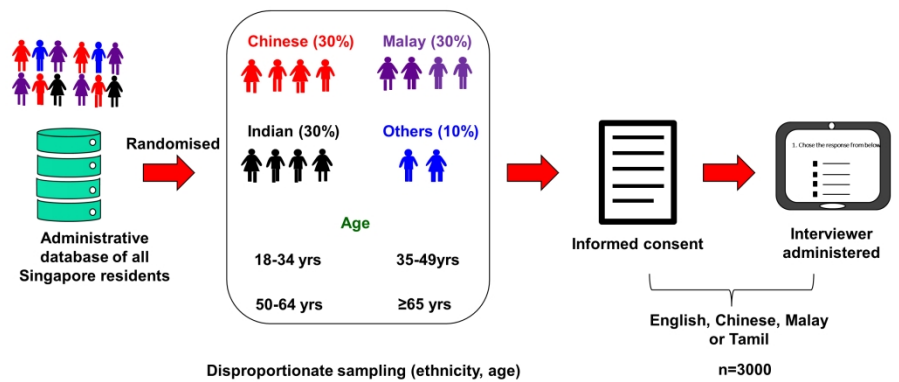 Chinese (30%)
Malay (30%)
Randomised
Indian (30%)
Others (10%)
1. Chose the response from below
Administrative
database of all
Singapore residents
Age
18-34 yrs
35-49yrs
50-64 yrs
≥65 yrs
Informed consent
Interviewer
administered
English, Chinese, Malay
or Tamil
Disproportionate sampling (ethnicity, age)
n=3000